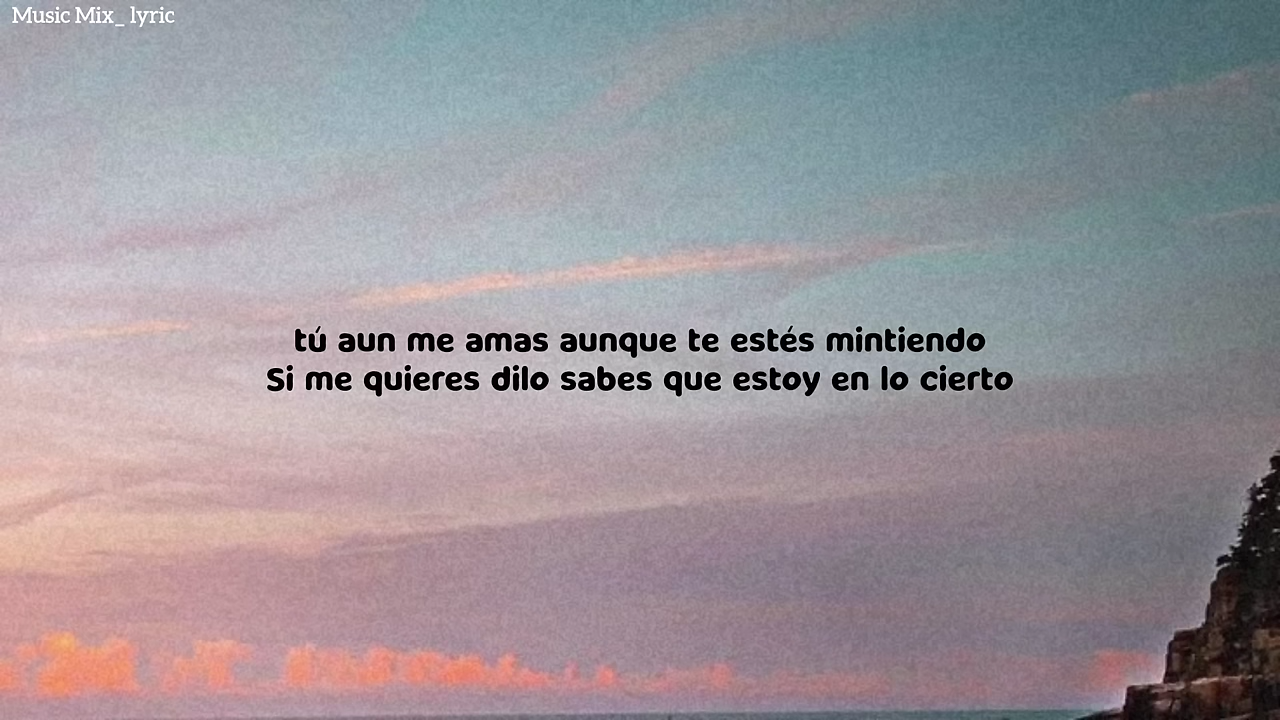 Music Mix_ lyric
tú aun me amas aunque te estés mintiendo
Si me quieres dilo sabes que estoy en lo cierto